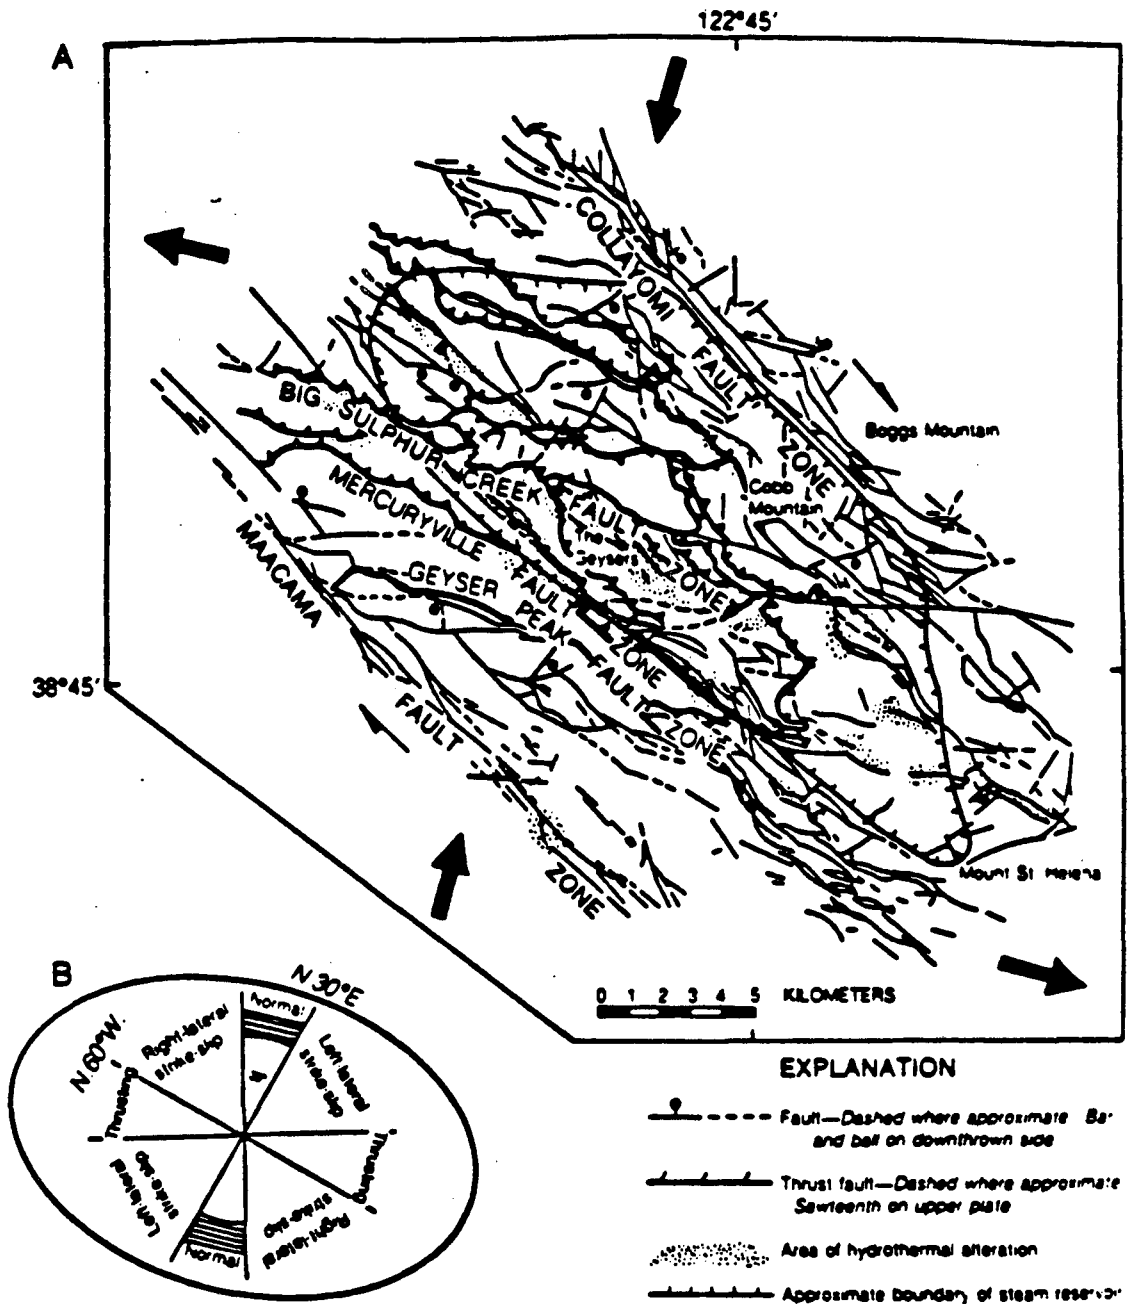 122°45′
A
COLLAYOMI FAULT ZONE
Boggs Mountain
Cobb
Mountain
BIG SULPHUR CREEK FAULT ZONE
The
Geysers
MERCURYVILLE FAULT ZONE
GEYSER PEAK FAULT ZONE
MAACAMA FAULT ZONE
38°45′
Mount St Helena
0 1 2 3 4 5 KILOMETERS
B
N 30°E
N.60°W.
Normal
Right-lateral
strike-slip
Left-lateral
strike-slip
Thrusting
Thrusting
Left-lateral
strike-slip
Right-lateral
strike-slip
Normal
EXPLANATION
Fault—Dashed where approximate Bar
and ball on downthrown side
Thrust fault—Dashed where approximate
Sawteenth on upper plate
Area of hydrothermal alteration
Approximate boundary of steam reservoir